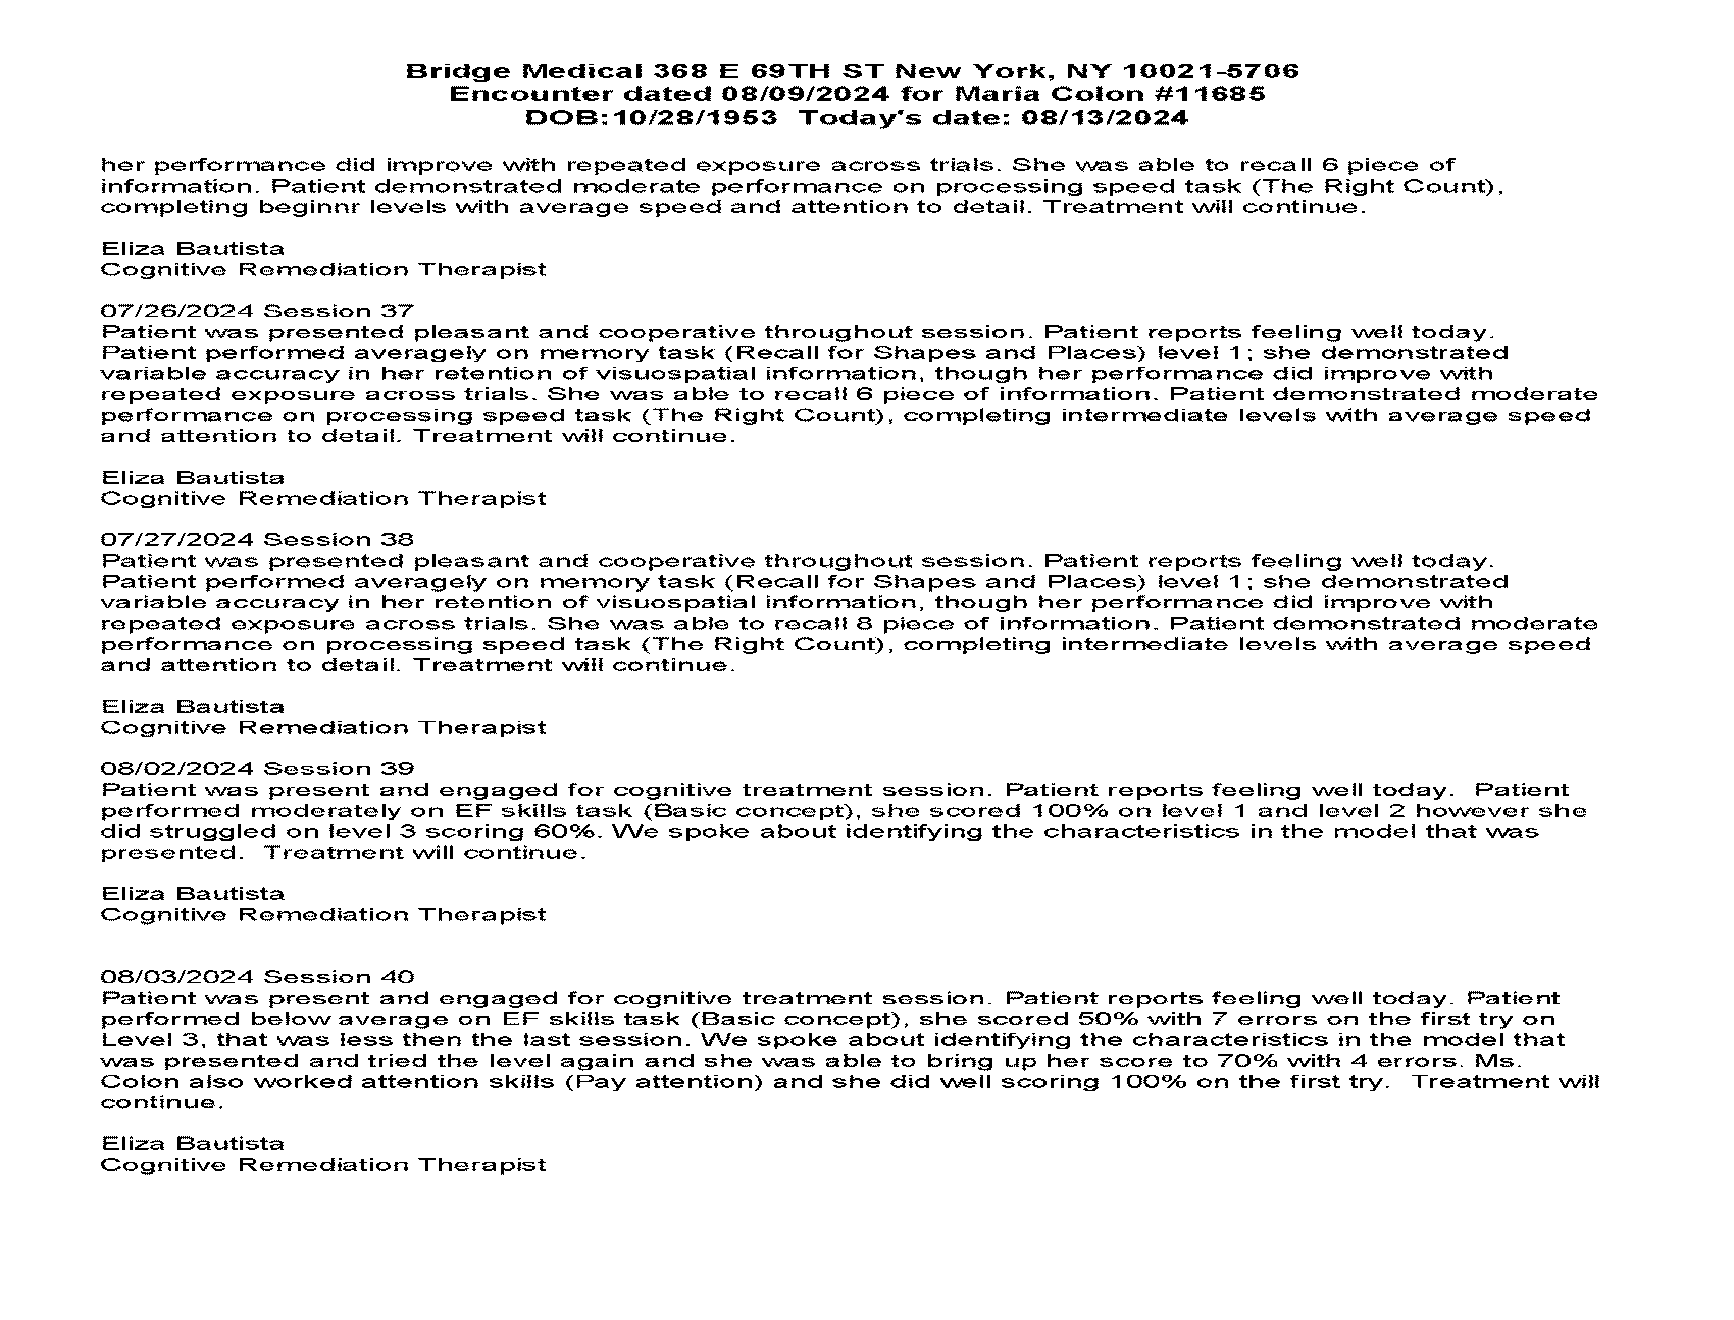 Bridge Medical 368 E 69TH ST New York, NY 10021-5706
Encounter dated 08/09/2024 for Maria Colon #11685
DOB:10/28/1953 Today's date: 08/13/2024
her performance did improve with repeated exposure across trials. She was able to recall 6 piece of
information. Patient demonstrated moderate performance on processing speed task (The Right Count),
completing beginnr levels with average speed and attention to detail. Treatment will continue.
Eliza Bautista
Cognitive Remediation Therapist
07/26/2024 Session 37
Patient was presented pleasant and cooperative throughout session. Patient reports feeling well today.
Patient performed averagely on memory task (Recall for Shapes and Places) level 1; she demonstrated
variable accuracy in her retention of visuospatial information, though her performance did improve with
repeated exposure across trials. She was able to recall 6 piece of information. Patient demonstrated moderate
performance on processing speed task (The Right Count), completing intermediate levels with average speed
and attention to detail. Treatment will continue.
Eliza Bautista
Cognitive Remediation Therapist
07/27/2024 Session 38
Patient was presented pleasant and cooperative throughout session. Patient reports feeling well today.
Patient performed averagely on memory task (Recall for Shapes and Places) level 1; she demonstrated
variable accuracy in her retention of visuospatial information, though her performance did improve with
repeated exposure across trials. She was able to recall 8 piece of information. Patient demonstrated moderate
performance on processing speed task (The Right Count), completing intermediate levels with average speed
and attention to detail. Treatment will continue.
Eliza Bautista
Cognitive Remediation Therapist
08/02/2024 Session 39
Patient was present and engaged for cognitive treatment session. Patient reports feeling well today. Patient
performed moderately on EF skills task (Basic concept), she scored 100% on level 1 and level 2 however she
did struggled on level 3 scoring 60%. We spoke about identifying the characteristics in the model that was
presented. Treatment will continue.
Eliza Bautista
Cognitive Remediation Therapist
08/03/2024 Session 40
Patient was present and engaged for cognitive treatment session. Patient reports feeling well today. Patient
performed below average on EF skills task (Basic concept), she scored 50% with 7 errors on the first try on
Level 3, that was less then the last session. We spoke about identifying the characteristics in the model that
was presented and tried the level again and she was able to bring up her score to 70% with 4 errors. Ms.
Colon also worked attention skills (Pay attention) and she did well scoring 100% on the first try. Treatment will
continue.
Eliza Bautista
Cognitive Remediation Therapist